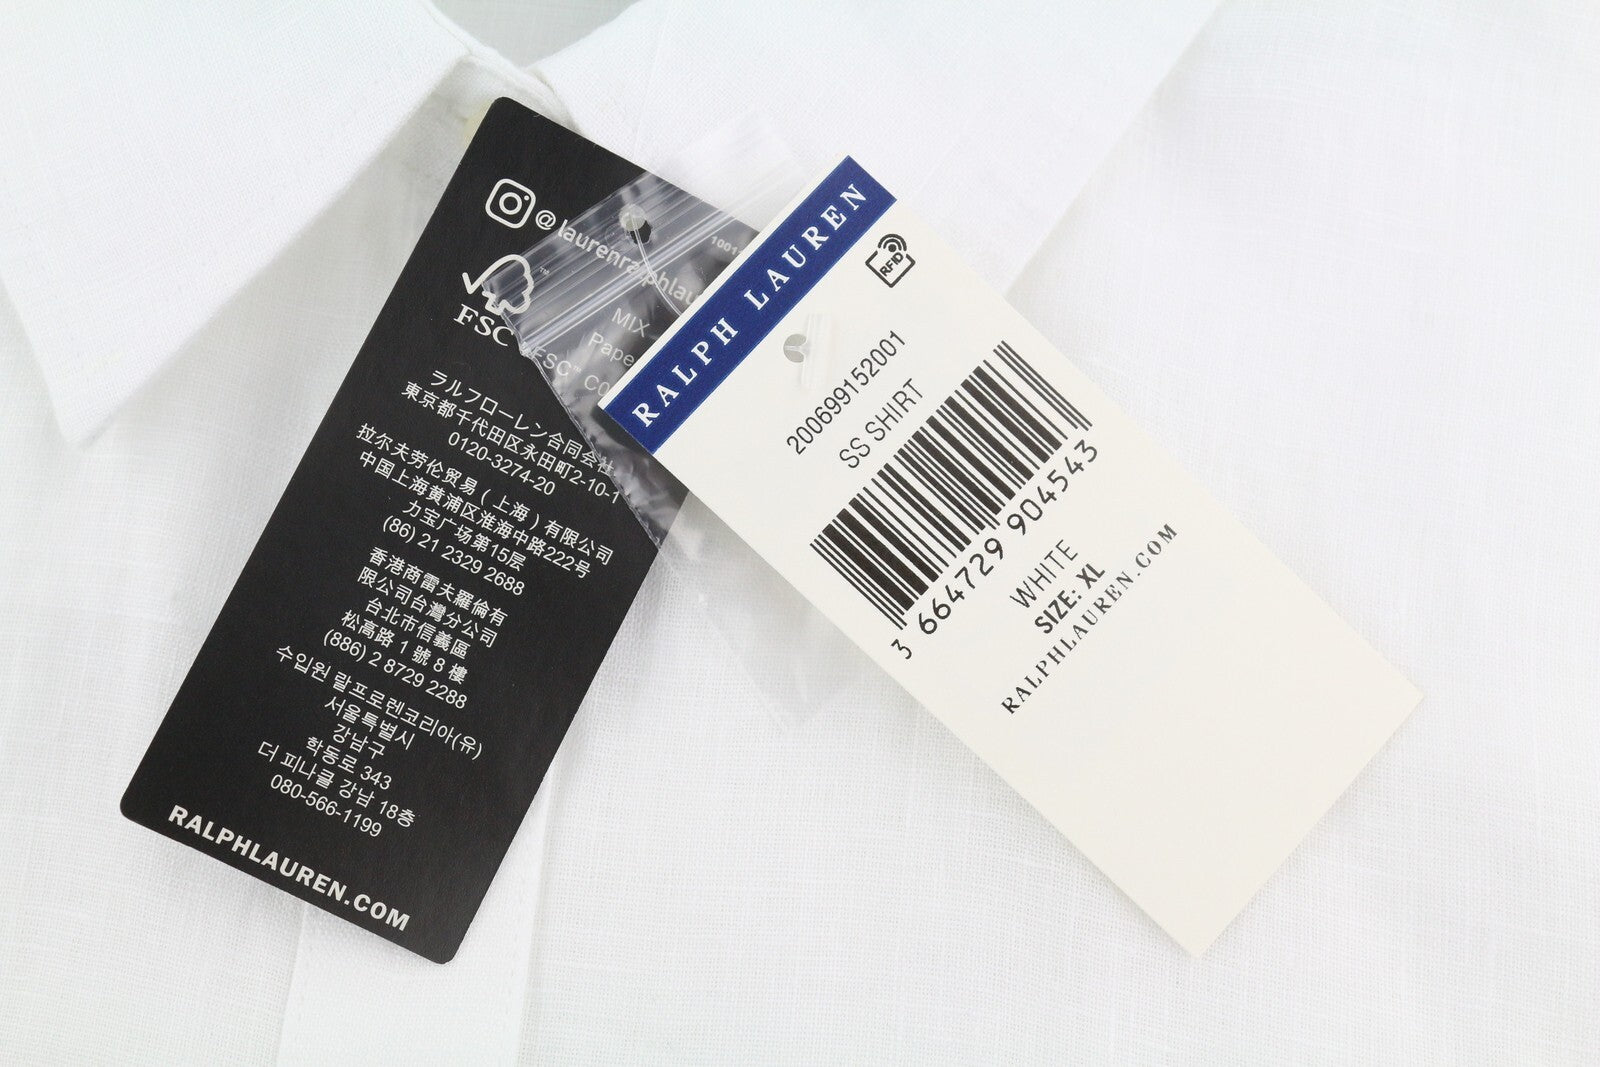 @laurenralphlau
1001
FSC
MIX
Pape
FSC™ C0
ラルフローレン合同会社
東京都千代田区永田町2-10-1
0120-3274-20
拉尔夫劳伦贸易（上海）有限公司
中国上海黄浦区淮海中路222号
力宝广场第15层
(86) 21 2329 2688
香港商雷夫羅倫有
限公司台灣分公司
台北市信義區
松高路 1 號 8 樓
(886) 2 8729 2288
수입원 랄프로렌코리아(유)
서울특별시
강남구
학동로 343
더 피나클 강남 18층
080-566-1199
RALPHLAUREN.COM
RALPH LAUREN
RFID
200699152001
SS SHIRT
3 664729 904543
WHITE
SIZE: XL
RALPHLAUREN.COM